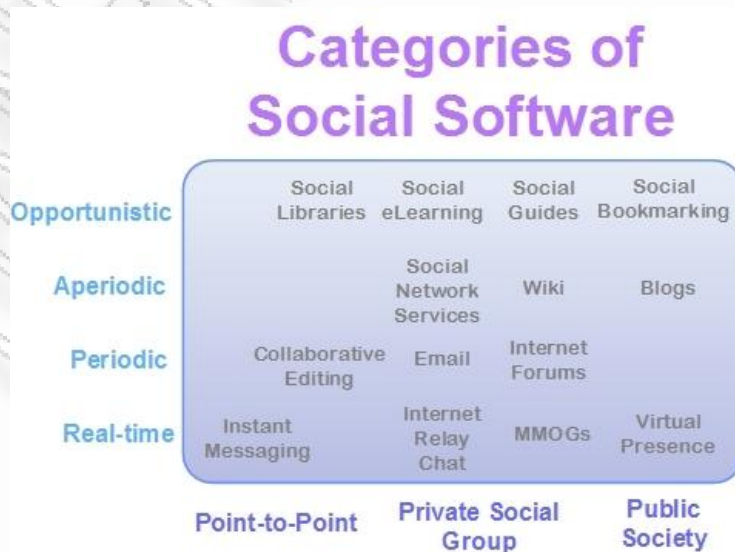 Categories of
Social Software
Opportunistic
Social Libraries
Social eLearning
Social Guides
Social Bookmarking
Aperiodic
Social Network Services
Wiki
Blogs
Periodic
Collaborative Editing
Email
Internet Forums
Real-time
Instant Messaging
Internet Relay Chat
MMOGs
Virtual Presence
Point-to-Point
Private Social Group
Public Society